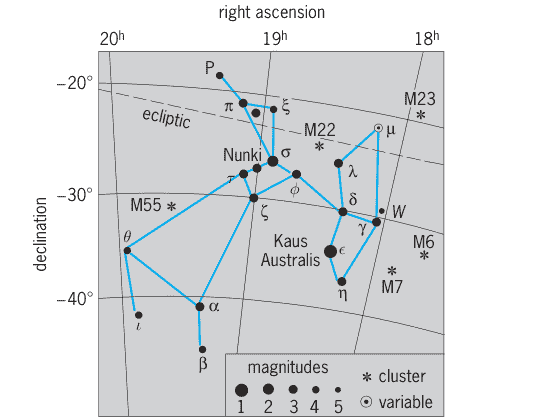 right ascension
20h 19h 18h
P
−20°
π
ξ
M23
ecliptic
M22
μ
Nunki
σ
λ
τ
ϕ
−30°
M55
ζ
δ
W
γ
declination
θ
Kaus
Australis
ϵ
M6
M7
η
−40°
α
ι
β
magnitudes
1 2 3 4 5
* cluster
variable